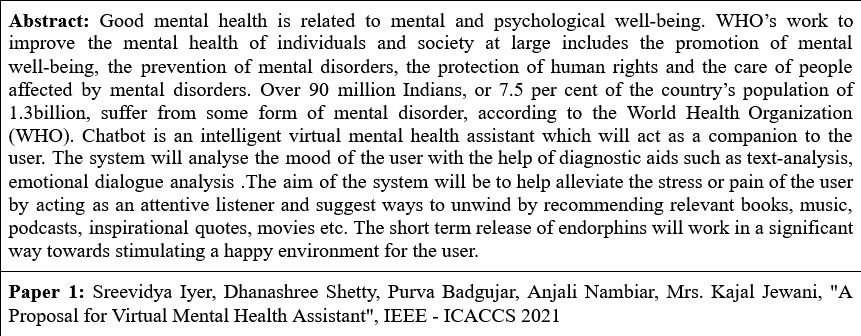 Abstract: Good mental health is related to mental and psychological well-being. WHO's work to
improve the mental health of individuals and society at large includes the promotion of mental
well-being, the prevention of mental disorders, the protection of human rights and the care of people
affected by mental disorders. Over 90 million Indians, or 7.5 per cent of the country's population of
1.3billion, suffer from some form of mental disorder, according to the World Health Organization
(WHO). Chatbot is an intelligent virtual mental health assistant which will act as a companion to the
user. The system will analyse the mood of the user with the help of diagnostic aids such as text-analysis,
emotional dialogue analysis .The aim of the system will be to help alleviate the stress or pain of the user
by acting as an attentive listener and suggest ways to unwind by recommending relevant books, music,
podcasts, inspirational quotes, movies etc. The short term release of endorphins will work in a significant
way towards stimulating a happy environment for the user.
Paper 1: Sreevidya Iyer, Dhanashree Shetty, Purva Badgujar, Anjali Nambiar, Mrs. Kajal Jewani, "A
Proposal for Virtual Mental Health Assistant", IEEE - ICACCS 2021